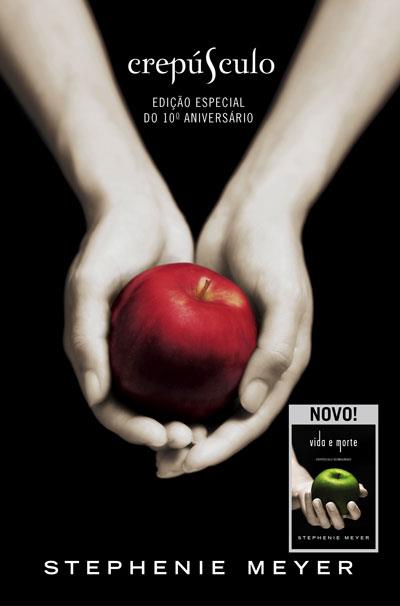 crepúsculo
EDIÇÃO ESPECIAL
DO 10º ANIVERSÁRIO
NOVO!
vida e morte
STEPHENIE MEYER
STEPHENIE MEYER